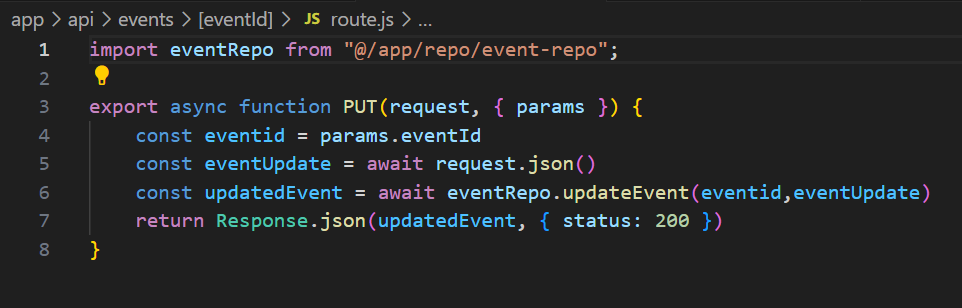 app > api > events > [eventId] > JS route.js > ...
1 import eventRepo from "@/app/repo/event-repo";
2
3 export async function PUT(request, { params }) {
4     const eventid = params.eventId
5     const eventUpdate = await request.json()
6     const updatedEvent = await eventRepo.updateEvent(eventid,eventUpdate)
7     return Response.json(updatedEvent, { status: 200 })
8 }